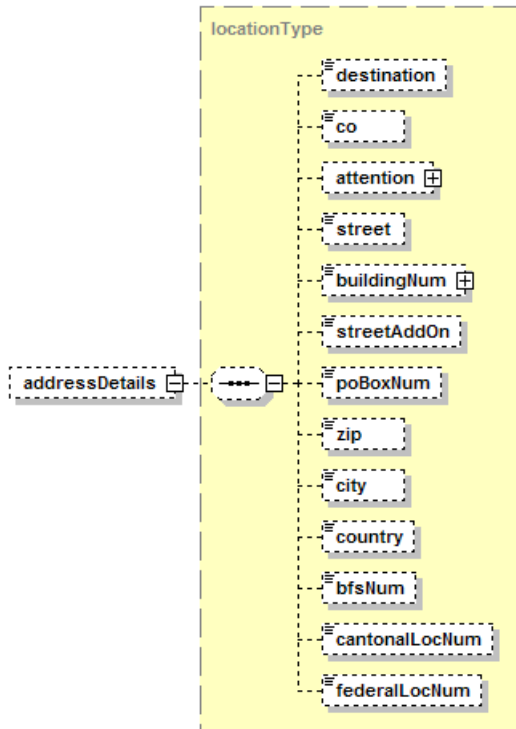 locationType
destination
co
attention
street
buildingNum
streetAddOn
addressDetails
poBoxNum
zip
city
country
bfsNum
cantonalLocNum
federalLocNum